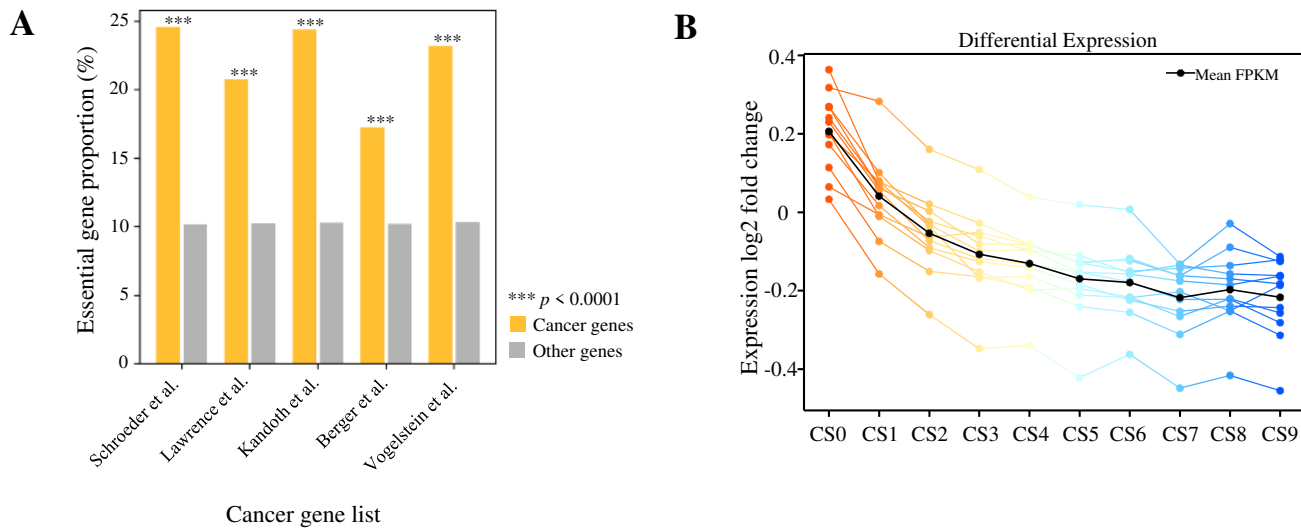 A
Essential gene proportion (%)
25
20
15
10
5
0
***
***
***
***
***
*** p < 0.0001
Cancer genes
Other genes
Schroeder et al.
Lawrence et al.
Kandoth et al.
Berger et al.
Vogelstein et al.
Cancer gene list
B
Differential Expression
Mean FPKM
Expression log2 fold change
0.4
0.2
0
-0.2
-0.4
CS0 CS1 CS2 CS3 CS4 CS5 CS6 CS7 CS8 CS9